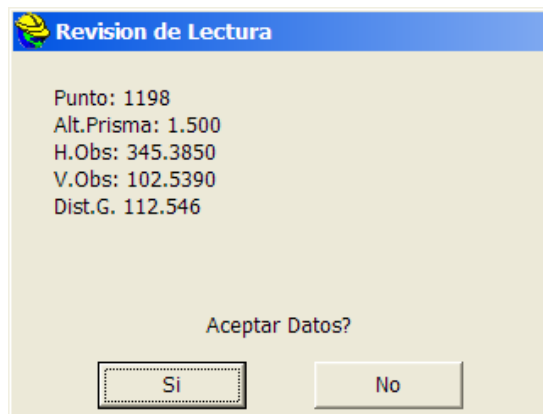 Revision de Lectura
Punto: 1198
Alt.Prisma: 1.500
H.Obs: 345.3850
V.Obs: 102.5390
Dist.G. 112.546
Aceptar Datos?
Si No